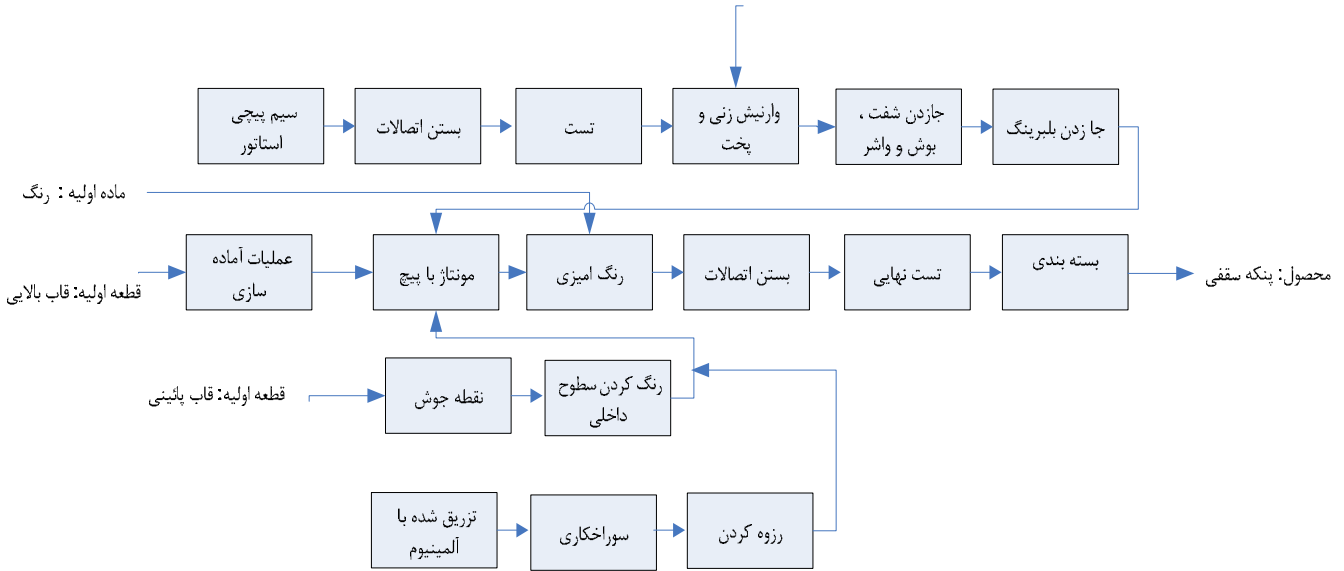 سیم پیچی
استاتور
بستن اتصالات
تست
وارنیش زنی و
پخت
جازدن شفت ،
بوش و واشر
جا زدن بلبرینگ
ماده اولیه : رنگ
قطعه اولیه: قاب بالایی
عملیات آماده
سازی
مونتاژ با پیچ
رنگ امیزی
بستن اتصالات
تست نهایی
بسته بندی
محصول: پنکه سقفی
قطعه اولیه: قاب پائینی
نقطه جوش
رنگ کردن سطوح
داخلی
تزریق شده با
آلمینیوم
سوراخکاری
رزوه کردن